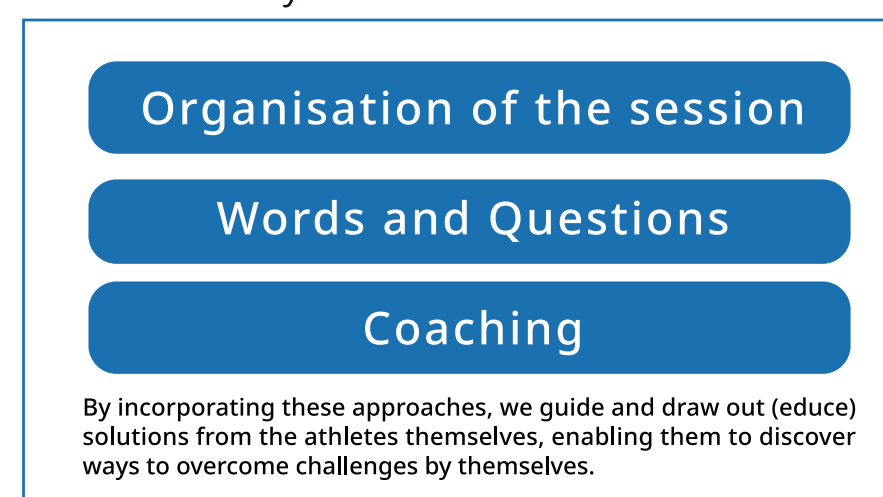 Organisation of the session
Words and Questions
Coaching
By incorporating these approaches, we guide and draw out (educe)
solutions from the athletes themselves, enabling them to discover
ways to overcome challenges by themselves.